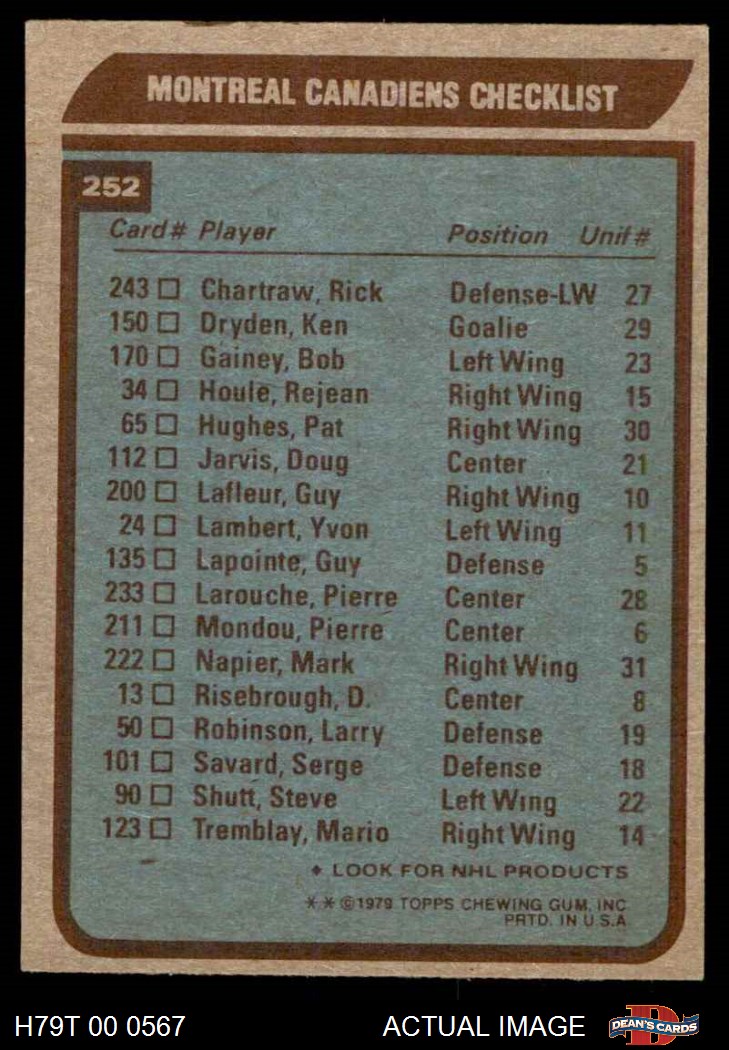 MONTREAL CANADIENS CHECKLIST
252
Card# Player Position Unif#
243 Chartraw, Rick Defense-LW 27
150 Dryden, Ken Goalie 29
170 Gainey, Bob Left Wing 23
34 Houle, Rejean Right Wing 15
65 Hughes, Pat Right Wing 30
112 Jarvis, Doug Center 21
200 Lafleur, Guy Right Wing 10
24 Lambert, Yvon Left Wing 11
135 Lapointe, Guy Defense 5
233 Larouche, Pierre Center 28
211 Mondou, Pierre Center 6
222 Napier, Mark Right Wing 31
13 Risebrough, D. Center 8
50 Robinson, Larry Defense 19
101 Savard, Serge Defense 18
90 Shutt, Steve Left Wing 22
123 Tremblay, Mario Right Wing 14
♦ LOOK FOR NHL PRODUCTS
* * ©1979 TOPPS CHEWING GUM, INC
PRTD. IN U.S.A
H79T 00 0567 ACTUAL IMAGE DEAN'S CARDS